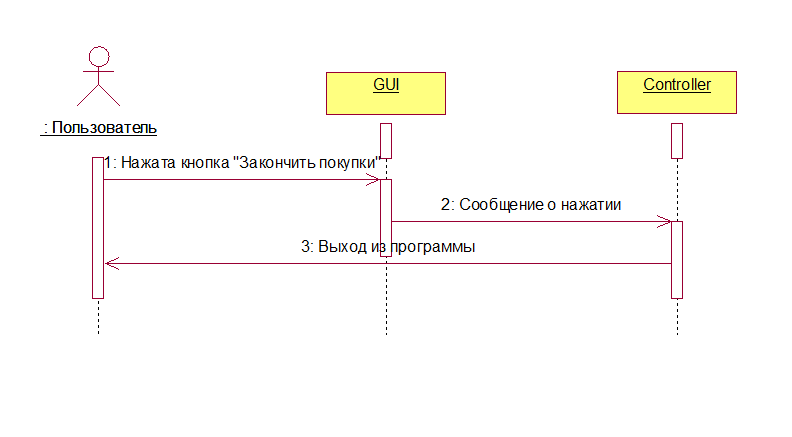 GUI
Controller
: Пользователь
1: Нажата кнопка "Закончить покупки"
2: Сообщение о нажатии
3: Выход из программы